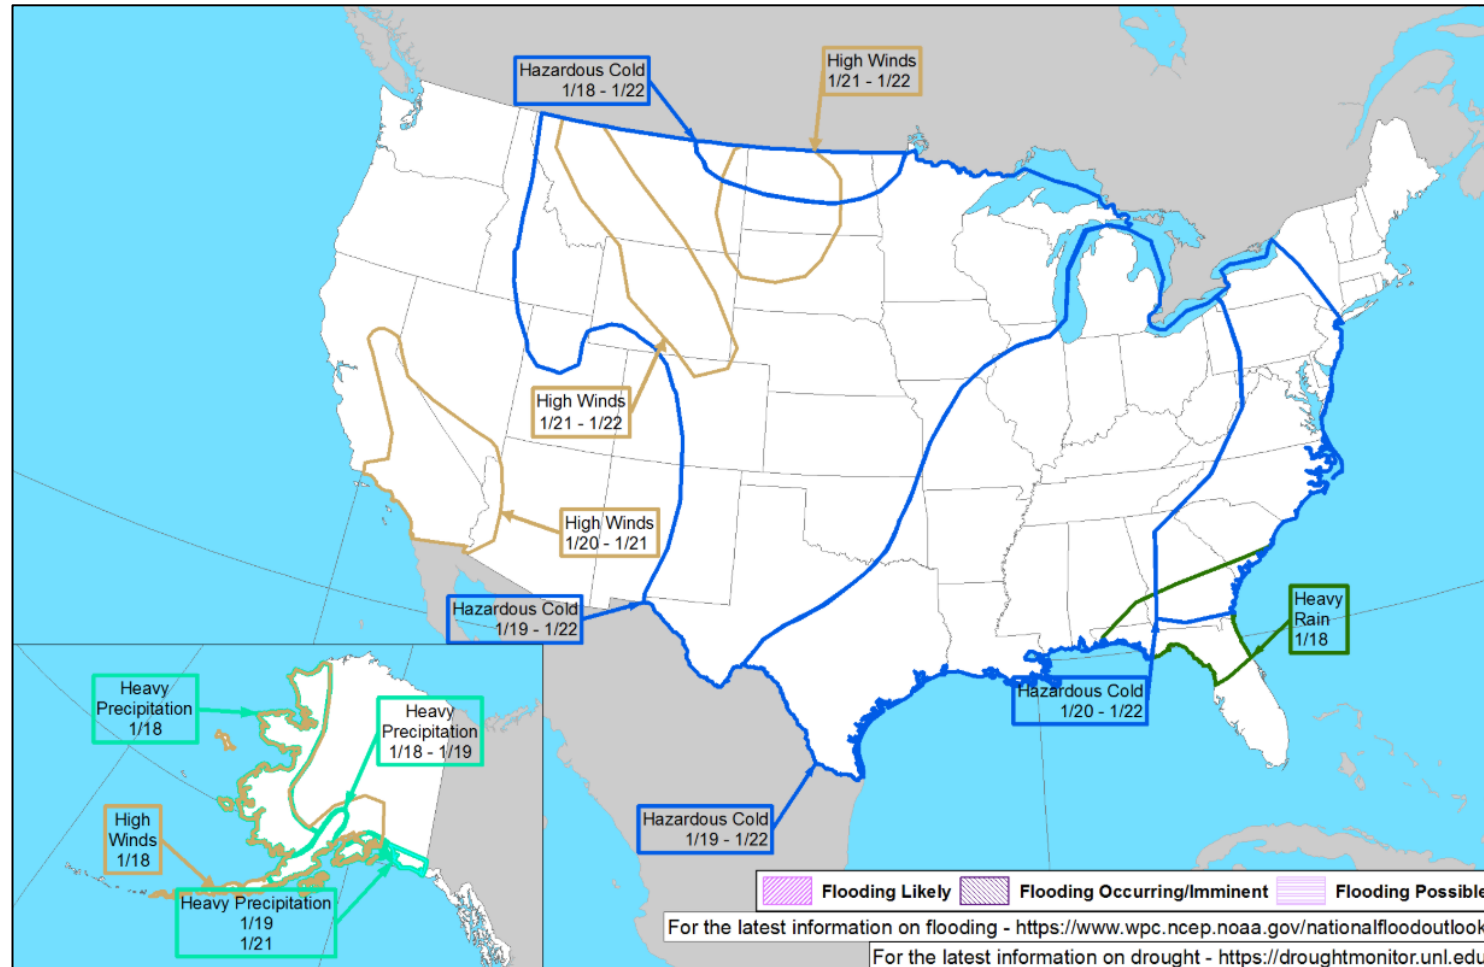 Hazardous Cold
1/18 - 1/22
High Winds
1/21 - 1/22
High Winds
1/21 - 1/22
High Winds
1/20 - 1/21
Hazardous Cold
1/19 - 1/22
Heavy
Rain
1/18
Hazardous Cold
1/20 - 1/22
Heavy
Precipitation
1/18
Heavy
Precipitation
1/18 - 1/19
High
Winds
1/18
Hazardous Cold
1/19 - 1/22
Heavy Precipitation
1/19
1/21
Flooding Likely
Flooding Occurring/Imminent
Flooding Possible
For the latest information on flooding - https://www.wpc.ncep.noaa.gov/nationalfloodoutlook
For the latest information on drought - https://droughtmonitor.unl.edu